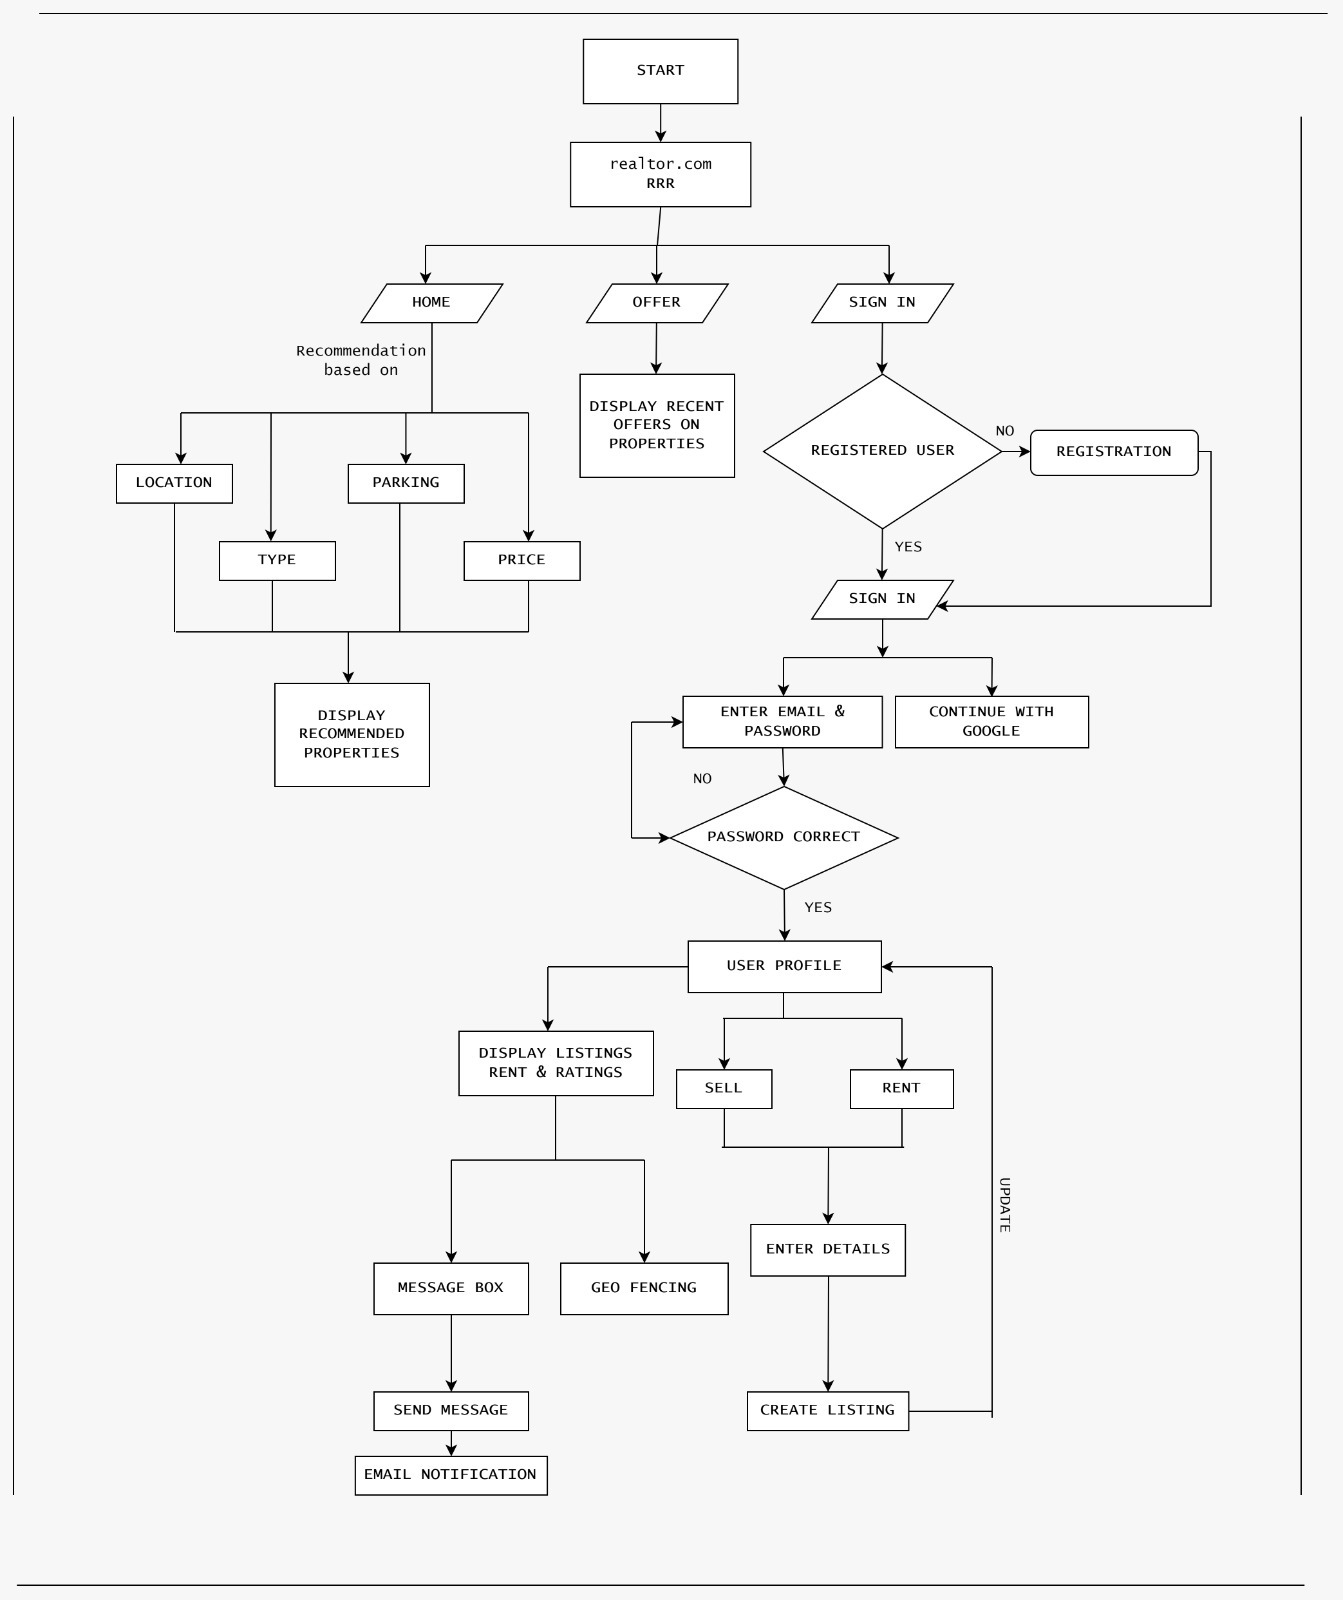 START
realtor.com
RRR
HOME
OFFER
SIGN IN
Recommendation
based on
DISPLAY RECENT
OFFERS ON
PROPERTIES
REGISTERED USER
NO
REGISTRATION
LOCATION
PARKING
TYPE
PRICE
YES
SIGN IN
DISPLAY
RECOMMENDED
PROPERTIES
ENTER EMAIL &
PASSWORD
CONTINUE WITH
GOOGLE
NO
PASSWORD CORRECT
YES
USER PROFILE
DISPLAY LISTINGS
RENT & RATINGS
SELL
RENT
UPDATE
ENTER DETAILS
MESSAGE BOX
GEO FENCING
SEND MESSAGE
CREATE LISTING
EMAIL NOTIFICATION